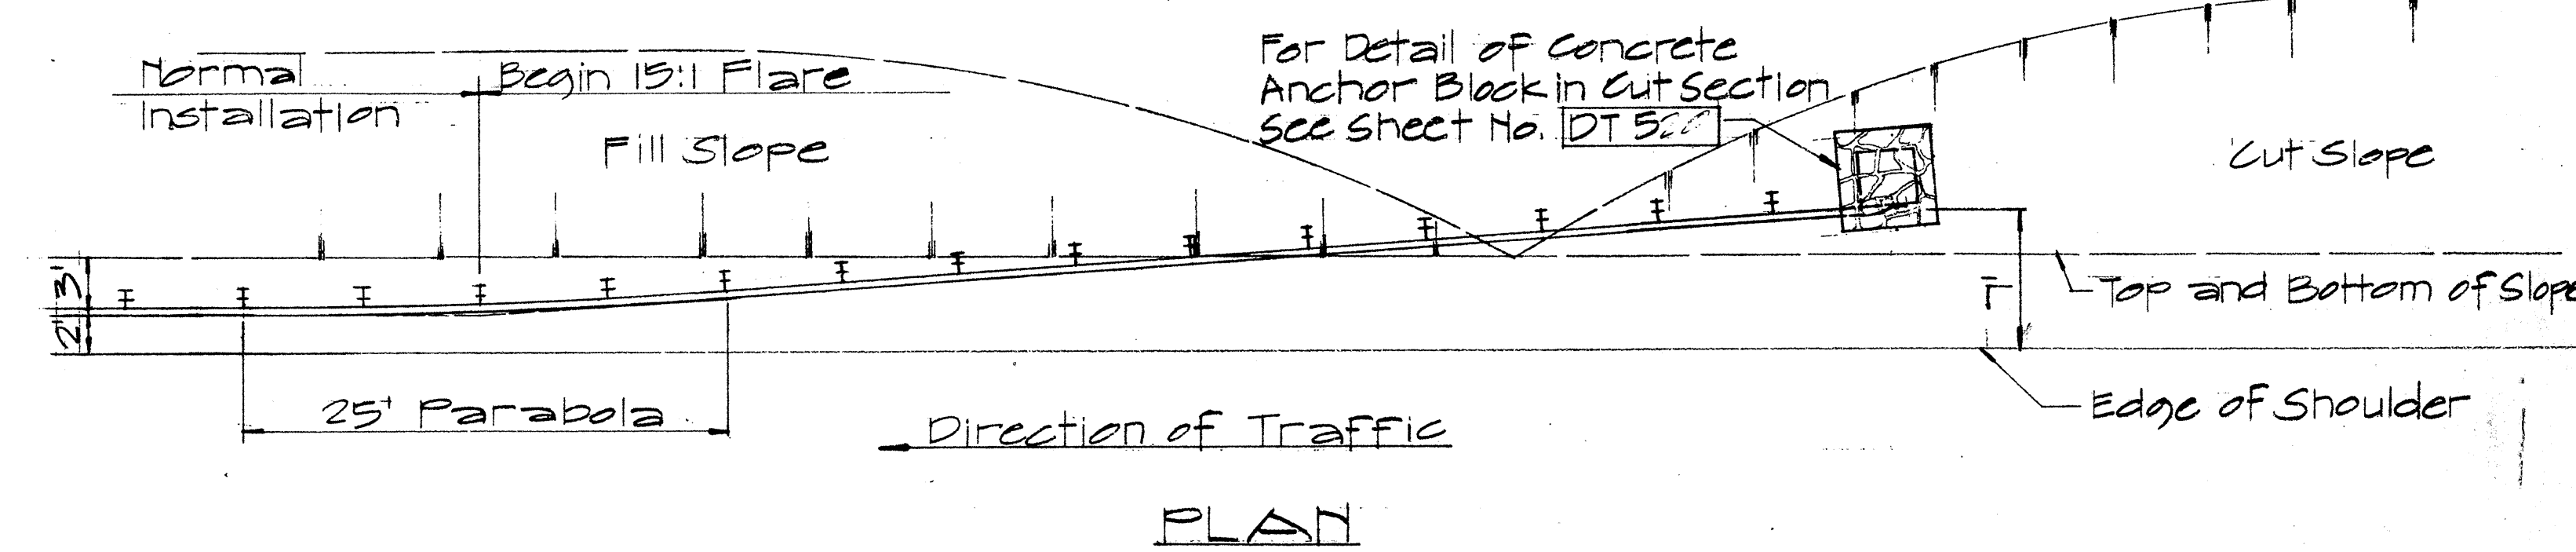 Normal
Installation
Begin 15:1 Flare
Fill Slope
For Detail of Concrete
Anchor Block in Cut Section
See Sheet No. DT
Cut Slope
3'
2'
Top and Bottom of Slope
Edge of Shoulder
25' Parabola
Direction of Traffic
PLAN